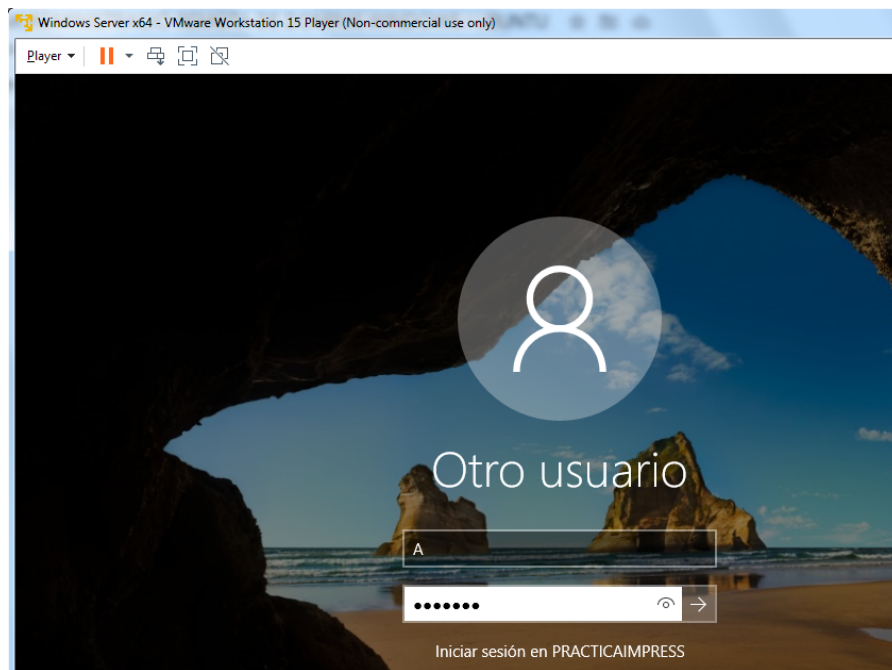 Windows Server x64 - VMware Workstation 15 Player (Non-commercial use only)
Player
Otro usuario
A
Iniciar sesión en PRACTICAIMPRESS